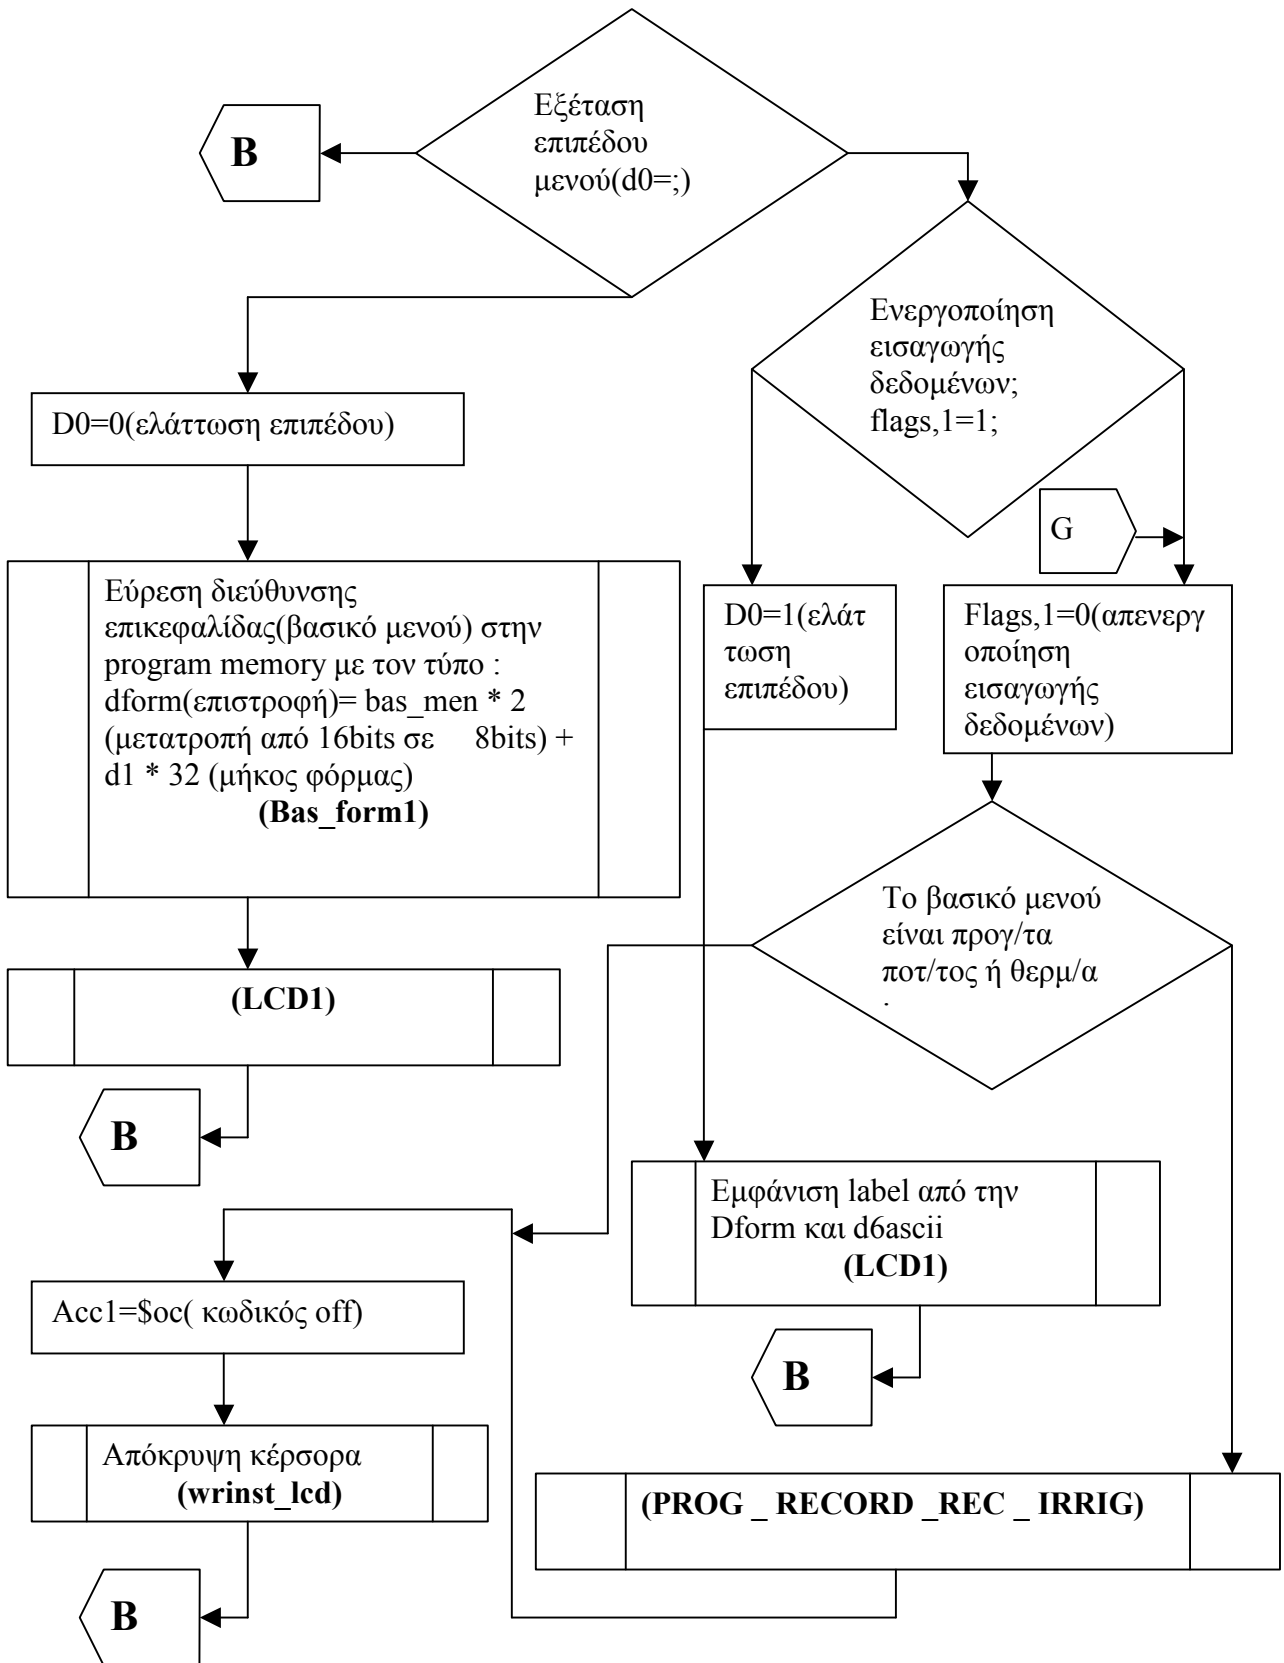 Εξέταση
επιπέδου
μενού(d0=;)
B
Ενεργοποίηση
εισαγωγής
δεδομένων;
flags,1=1;
D0=0(ελάττωση επιπέδου)
G
Εύρεση διεύθυνσης
επικεφαλίδας(βασικό μενού) στην
program memory με τον τύπο :
dform(επιστροφή)= bas_men * 2
(μετατροπή από 16bits σε 8bits) +
d1 * 32 (μήκος φόρμας)
(Bas_form1)
D0=1(ελάτ
τωση
επιπέδου)
Flags,1=0(απενεργ
οποίηση
εισαγωγής
δεδομένων)
Το βασικό μενού
είναι προγ/τα
ποτ/τος ή θερμ/α
;
(LCD1)
B
Εμφάνιση label από την
Dform και d6ascii
(LCD1)
Acc1=$oc( κωδικός off)
B
Απόκρυψη κέρσορα
(wrinst_lcd)
(PROG _ RECORD _REC _ IRRIG)
B